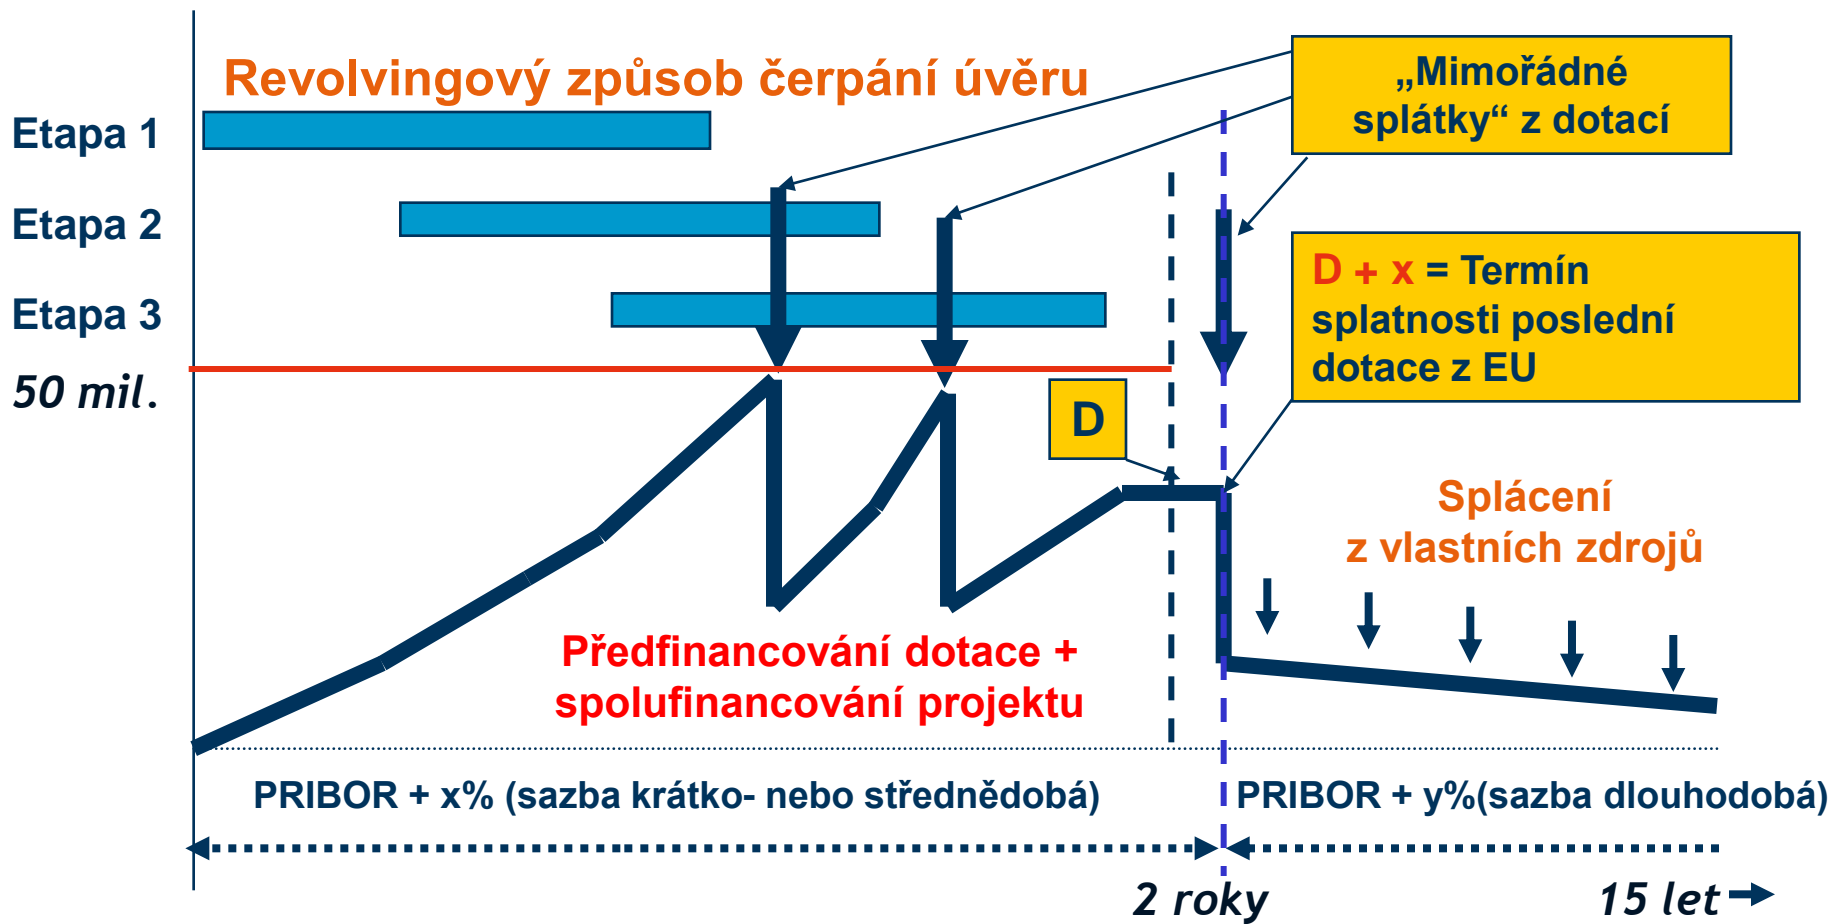 Revolvingový způsob čerpání úvěru
„Mimořádné
splátky“ z dotací
Etapa 1
Etapa 2
Etapa 3
D + x = Termín
splatnosti poslední
dotace z EU
50 mil.
D
Splácení
z vlastních zdrojů
Předfinancování dotace +
spolufinancování projektu
PRIBOR + x% (sazba krátko- nebo střednědobá)
PRIBOR + y%(sazba dlouhodobá)
2 roky
15 let